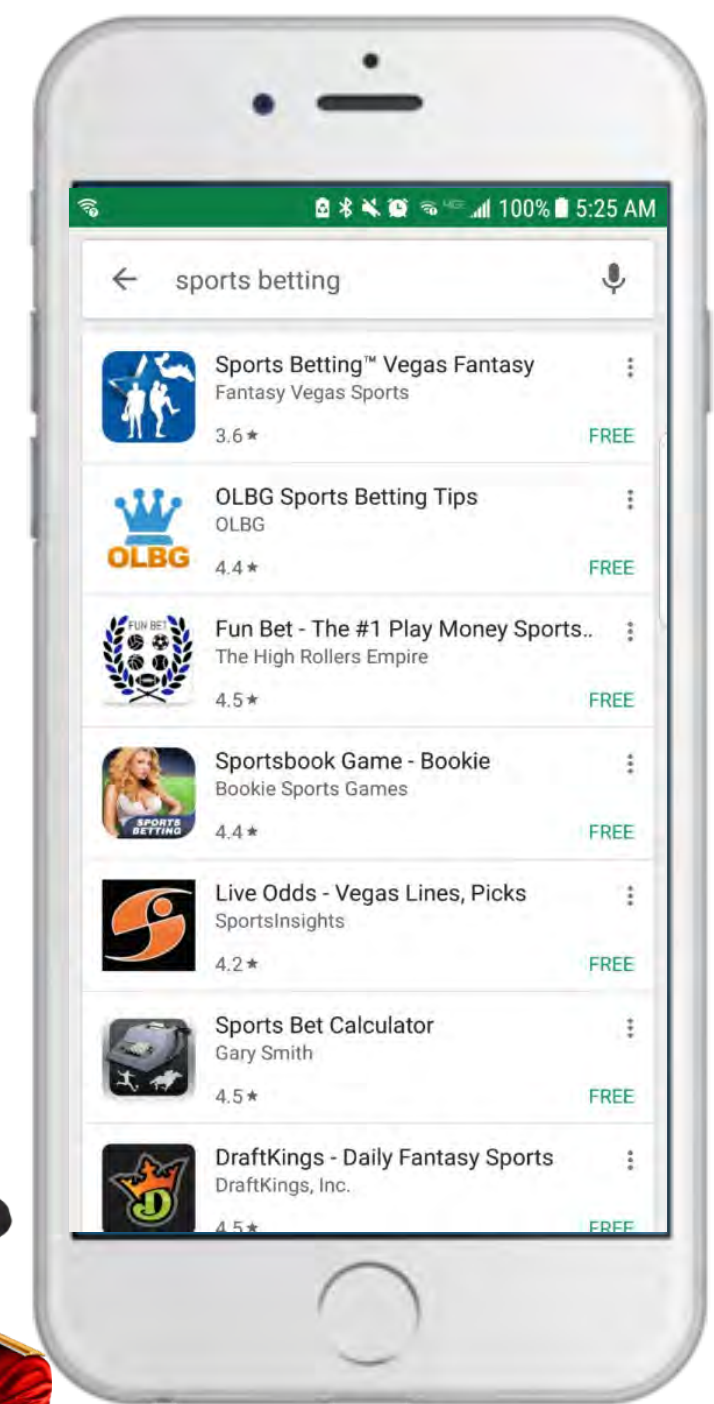 100% 5:25 AM
sports betting
Sports Betting™ Vegas Fantasy
Fantasy Vegas Sports
3.6★
FREE
OLBG Sports Betting Tips
OLBG
OLBG
4.4★
FREE
FUN BET
Fun Bet - The #1 Play Money Sports..
The High Rollers Empire
4.5★
FREE
Sportsbook Game - Bookie
Bookie Sports Games
SPORTS
BETTING
4.4★
FREE
Live Odds - Vegas Lines, Picks
SportsInsights
4.2★
FREE
Sports Bet Calculator
Gary Smith
4.5★
FREE
DraftKings - Daily Fantasy Sports
DraftKings, Inc.
D
4.5★
FREE